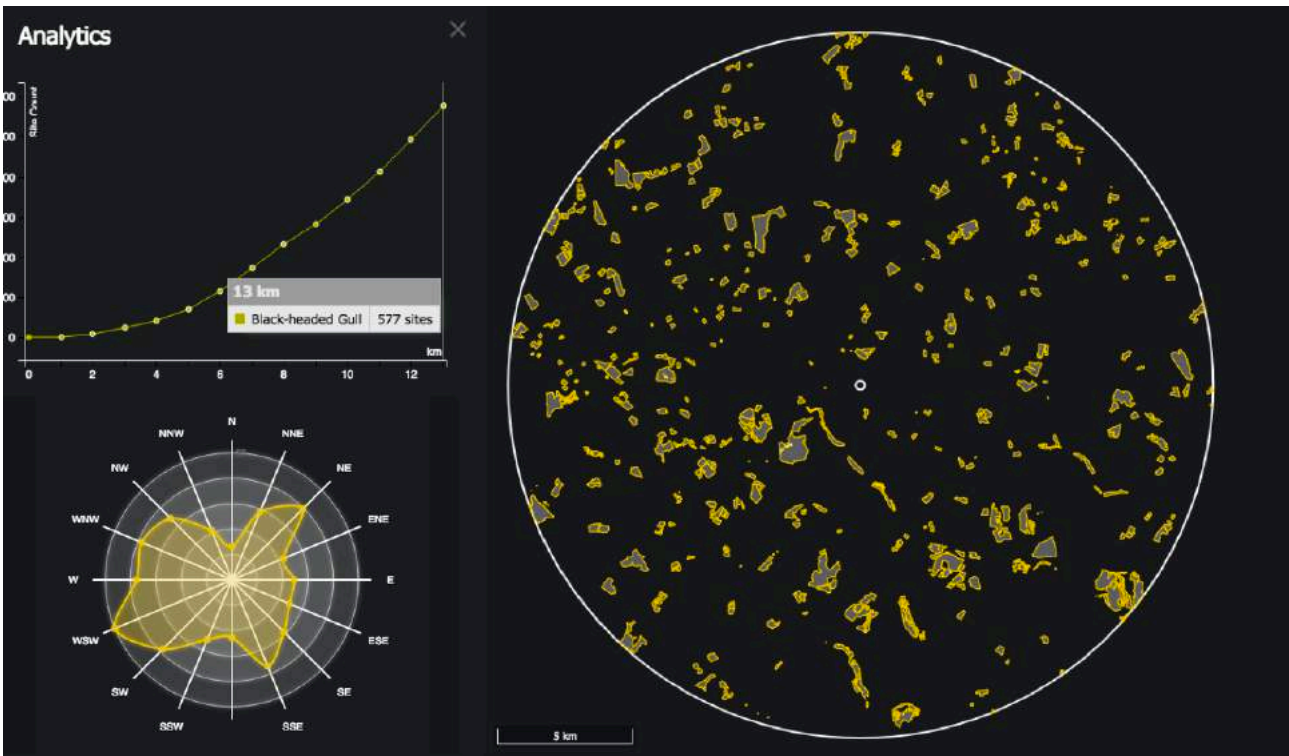 Analytics
Site Count
13 km
Black-headed Gull 577 sites
0
km
0 2 4 6 8 10 12
N
NNW NNE
NW NE
WNW ENE
W E
WSW ESE
SW SE
SSW SSE
5 km